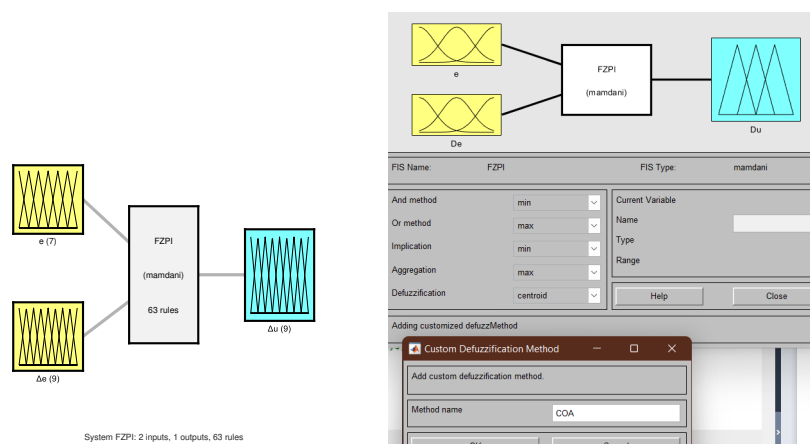 e (7)
Δe (9)
FZPI
(mamdani)
63 rules
Δu (9)
System FZPI: 2 inputs, 1 outputs, 63 rules
e
De
FZPI
(mamdani)
Du
FIS Name: FZPI FIS Type: mamdani
And method min
Or method max
Implication min
Aggregation max
Defuzzification centroid
Current Variable
Name
Type
Range
Help Close
Adding customized defuzzMethod
Custom Defuzzification Method
Add custom defuzzification method.
Method name COA